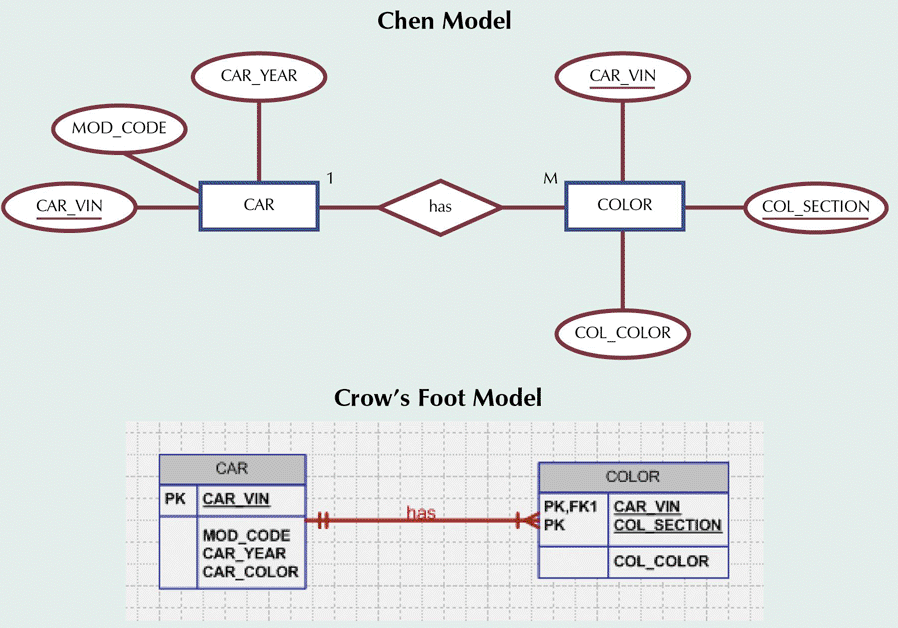 Chen Model
CAR_YEAR
CAR_VIN
MOD_CODE
1
M
CAR_VIN
CAR
has
COLOR
COL_SECTION
COL_COLOR
Crow's Foot Model
CAR
PK CAR_VIN
MOD_CODE
CAR_YEAR
CAR_COLOR
has
COLOR
PK,FK1 CAR_VIN
PK COL_SECTION
COL_COLOR